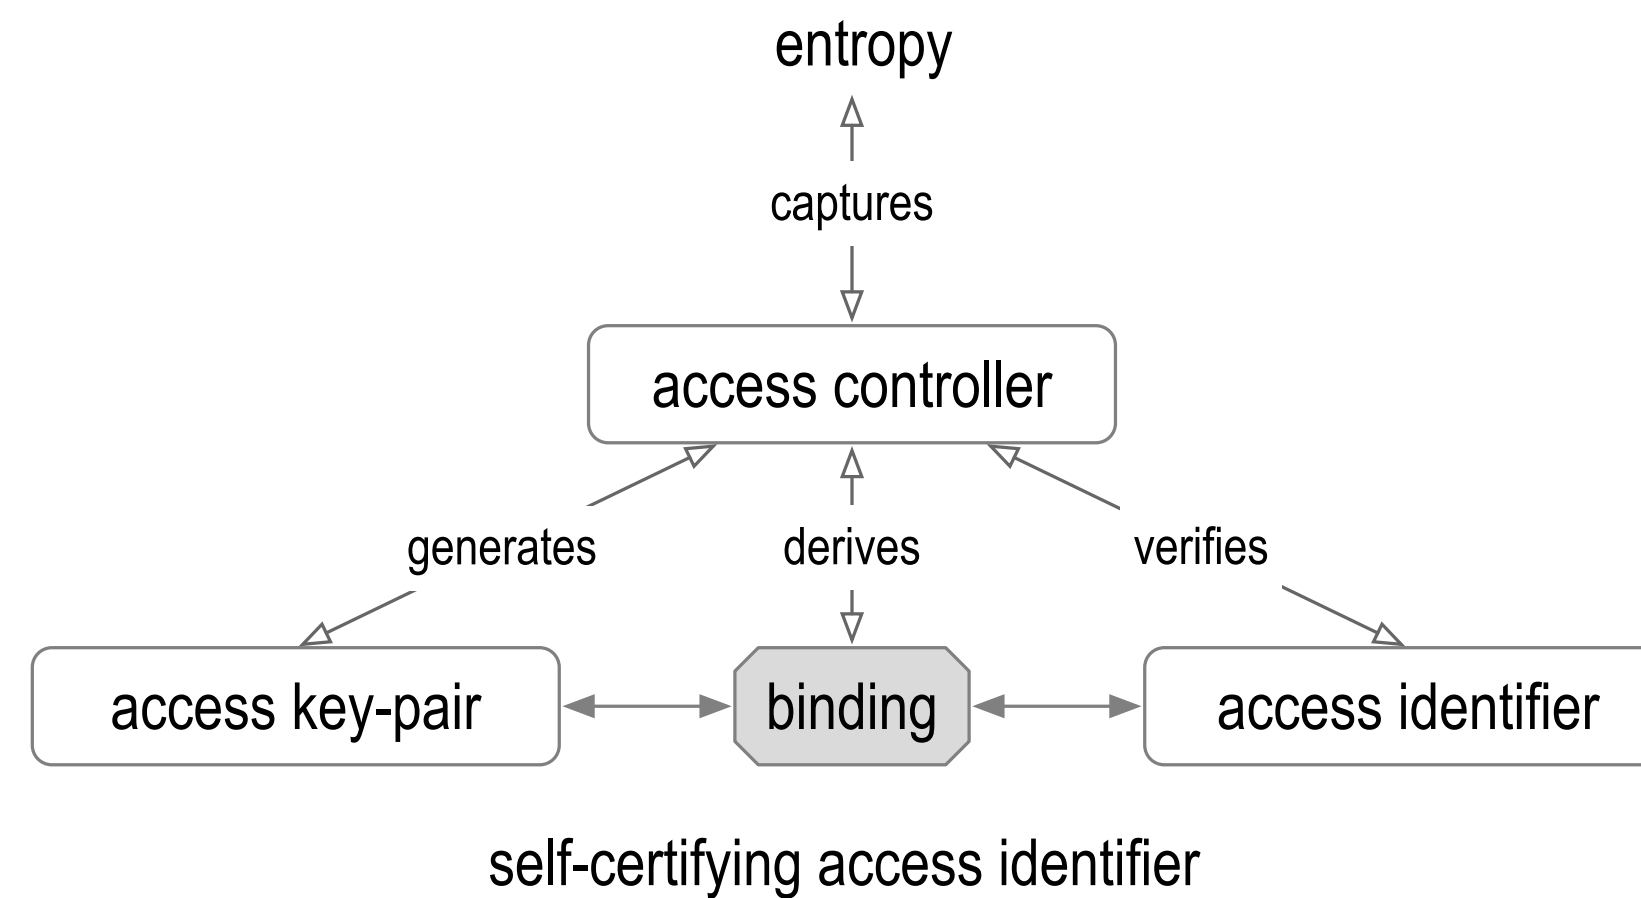 entropy
captures
access controller
generates
derives
verifies
access key-pair
binding
access identifier
self-certifying access identifier